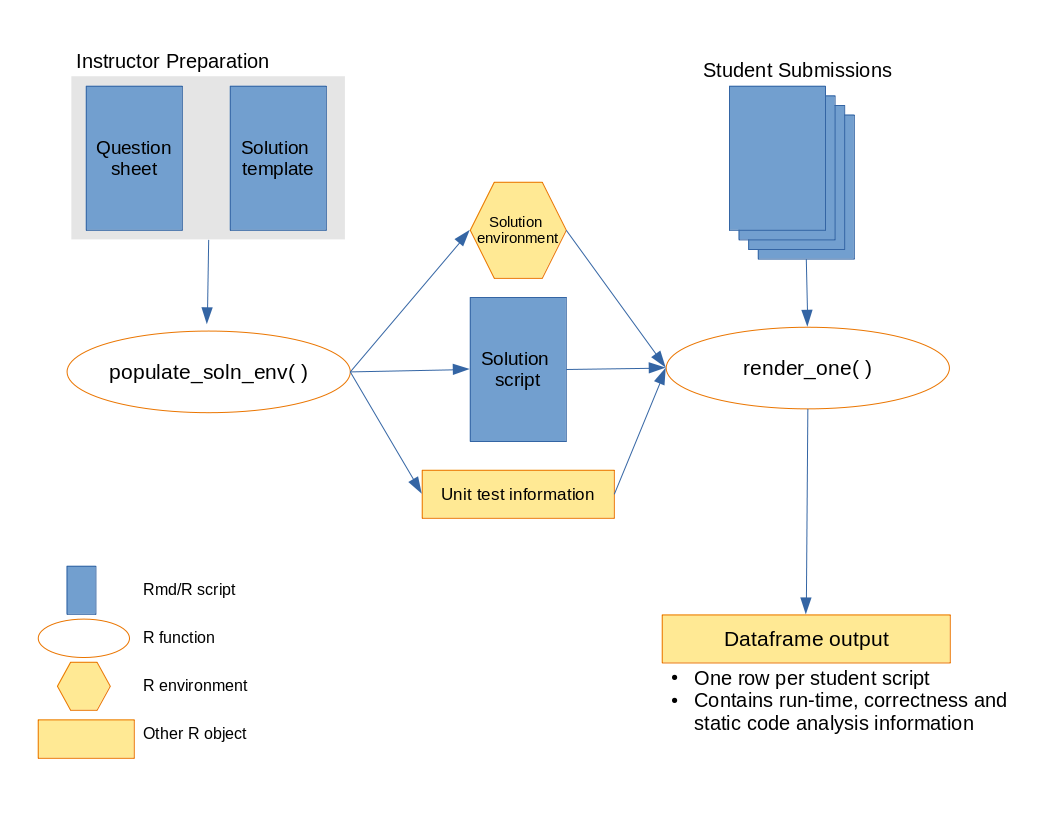 Instructor Preparation
Question
sheet
Solution
template
Student Submissions
Solution
environment
Solution
script
Unit test information
populate_soln_env( )
render_one( )
Dataframe output
• One row per student script
• Contains run-time, correctness and
static code analysis information
Rmd/R script
R function
R environment
Other R object